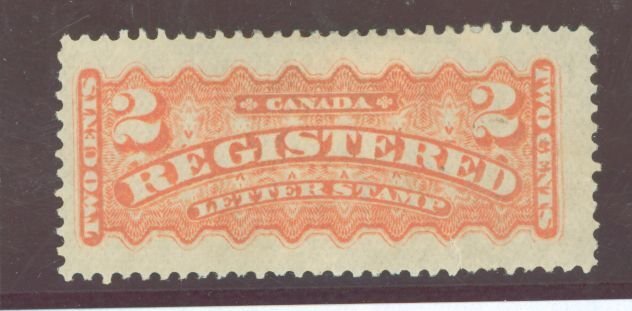 CANADA
2
2
REGISTERED
LETTER STAMP
TWO CENTS
TWO CENTS